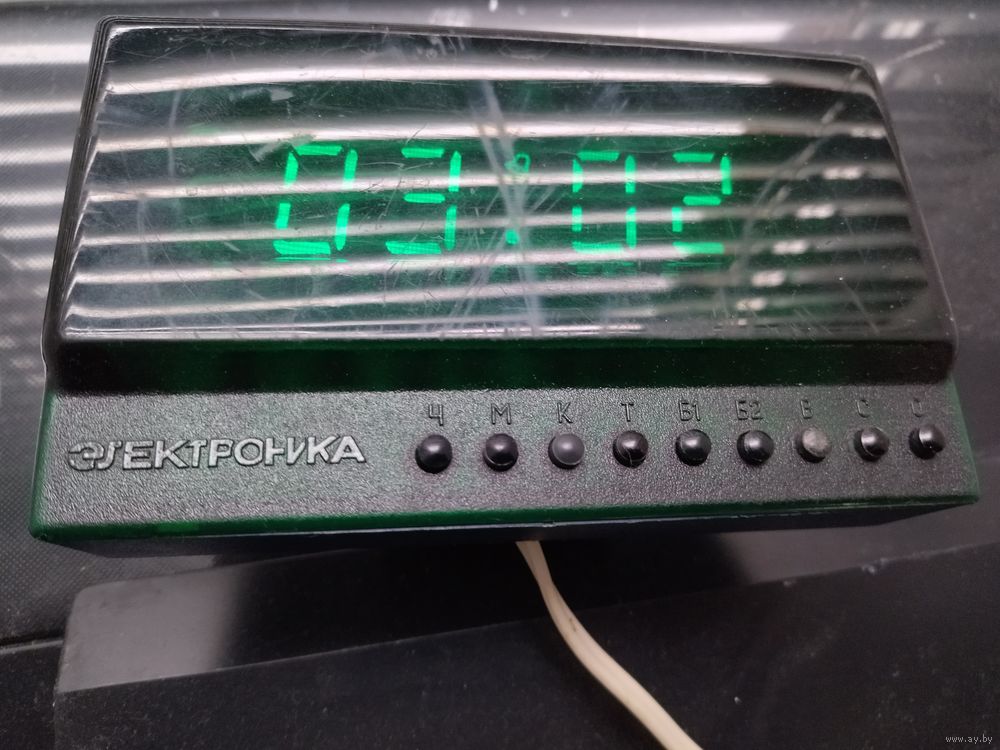 03:02
Ч М К Т Б1 Б2 В С О
ЭЛЕКТРОНИКА
www.ay.by